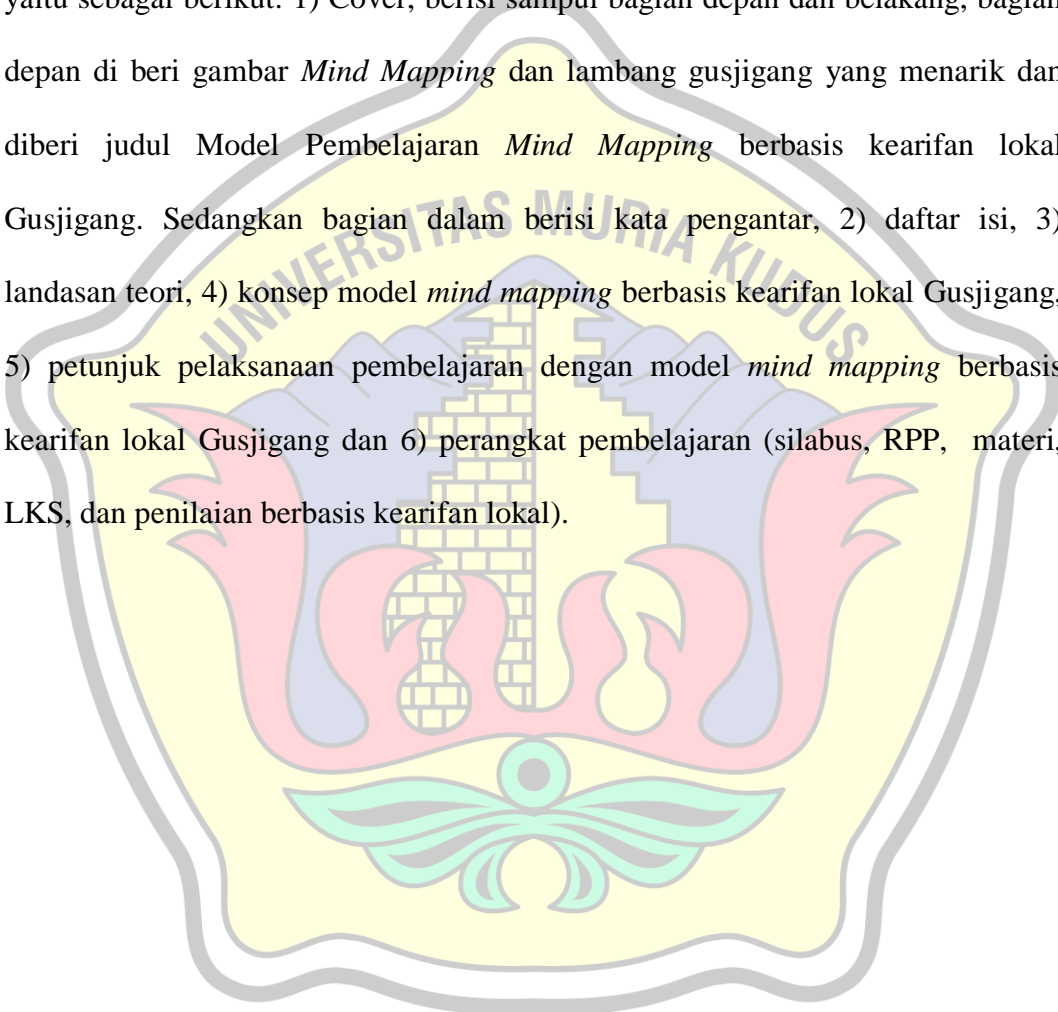 yaitu sebagai berikut. 1) Cover, berisi sampul bagian depan dan belakang, bagian
depan di beri gambar Mind Mapping dan lambang gusjigang yang menarik dan
diberi judul Model Pembelajaran Mind Mapping berbasis kearifan lokal
Gusjigang. Sedangkan bagian dalam berisi kata pengantar, 2) daftar isi, 3)
landasan teori, 4) konsep model mind mapping berbasis kearifan lokal Gusjigang,
5) petunjuk pelaksanaan pembelajaran dengan model mind mapping berbasis
kearifan lokal Gusjigang dan 6) perangkat pembelajaran (silabus, RPP, materi,
LKS, dan penilaian berbasis kearifan lokal).
UNIVERSITAS MURIA KUDUS